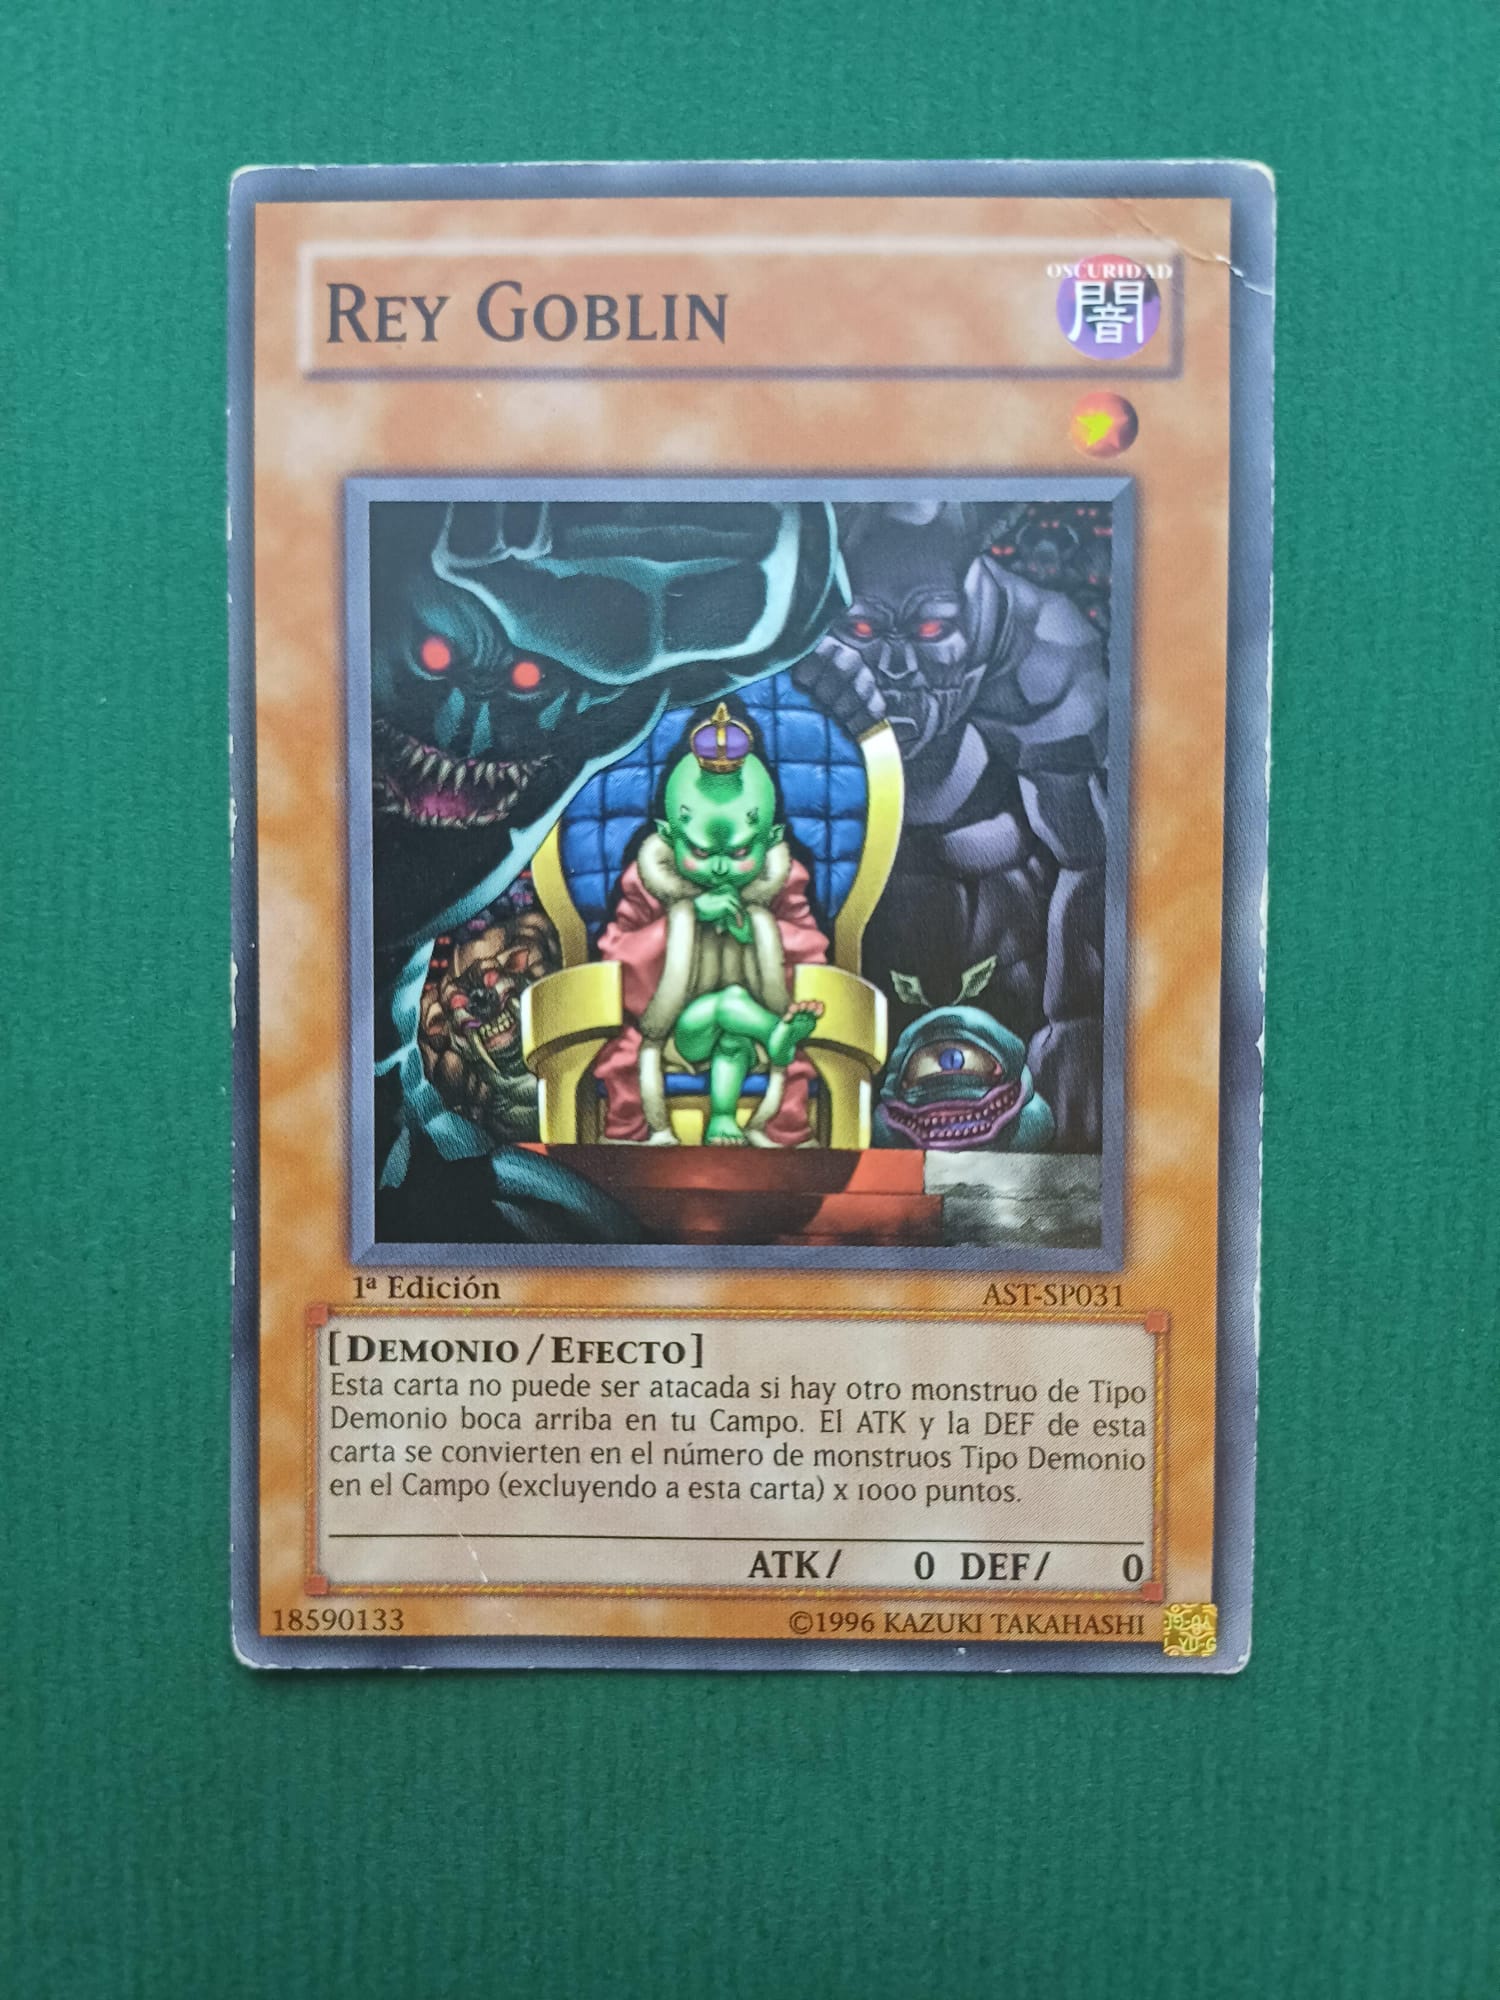 REY GOBLIN
OSCURIDAD
闇
1ª Edición
AST-SP031
[DEMONIO/EFECTO]
Esta carta no puede ser atacada si hay otro monstruo de Tipo
Demonio boca arriba en tu Campo. El ATK y la DEF de esta
carta se convierten en el número de monstruos Tipo Demonio
en el Campo (excluyendo a esta carta) x 1000 puntos.
ATK/ 0 DEF/ 0
18590133
©1996 KAZUKI TAKAHASHI